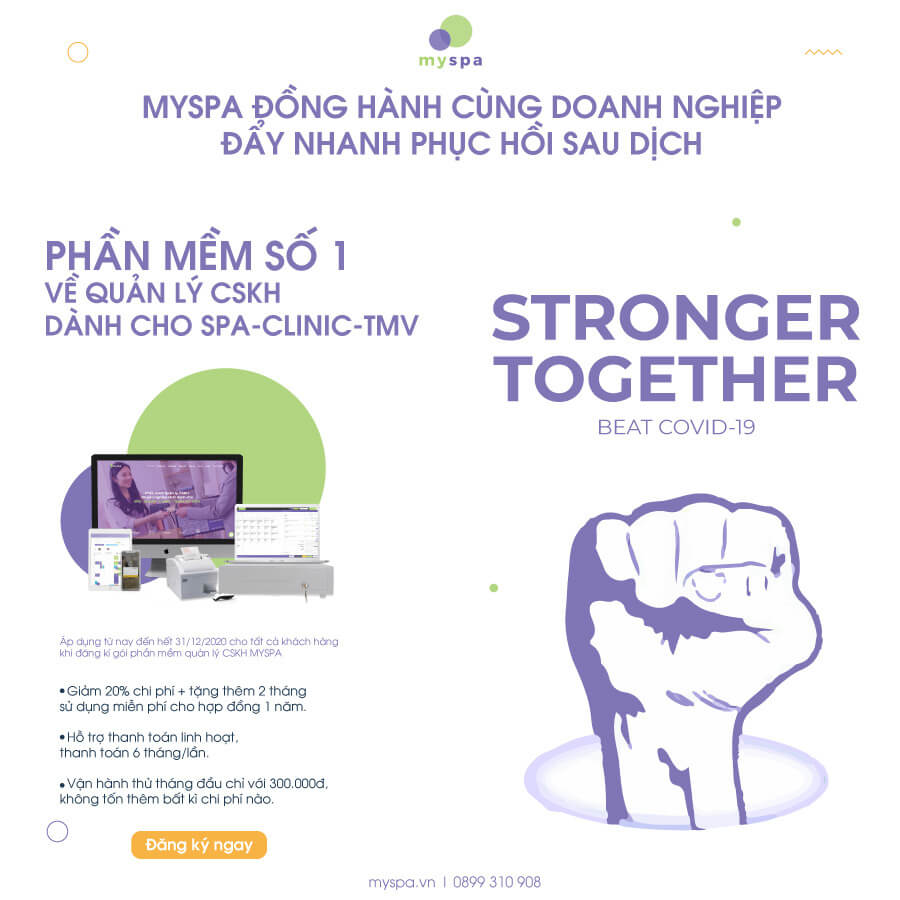 myspa
MYSPA ĐỒNG HÀNH CÙNG DOANH NGHIỆP
ĐẨY NHANH PHỤC HỒI SAU DỊCH
PHẦN MỀM SỐ 1
VỀ QUẢN LÝ CSKH
DÀNH CHO SPA-CLINIC-TMV
STRONGER
TOGETHER
BEAT COVID-19
Áp dụng từ nay đến hết 31/12/2020 cho tất cả khách hàng
khi đăng kí gói phần mềm quản lý CSKH MYSPA
• Giảm 20% chi phí + tặng thêm 2 tháng
sử dụng miễn phí cho hợp đồng 1 năm.
• Hỗ trợ thanh toán linh hoạt,
thanh toán 6 tháng/lần.
• Vận hành thử tháng đầu chỉ với 300.000đ,
không tốn thêm bất kì chi phí nào.
Đăng ký ngay
myspa.vn | 0899 310 908